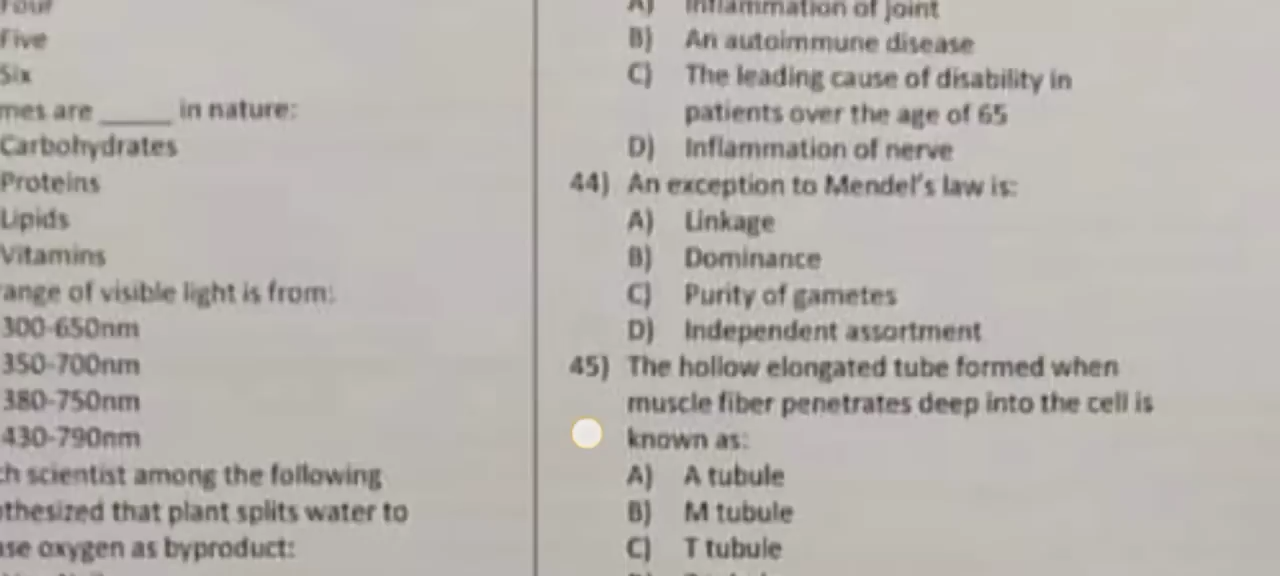 Four
Five
Six
mes are _____ in nature:
Carbohydrates
Proteins
Lipids
Vitamins
ange of visible light is from:
300-650nm
350-700nm
380-750nm
430-790nm
ch scientist among the following
othesized that plant splits water to
ase oxygen as byproduct:
A) Inflammation of joint
B) An autoimmune disease
C) The leading cause of disability in
patients over the age of 65
D) Inflammation of nerve
44) An exception to Mendel's law is:
A) Linkage
B) Dominance
C) Purity of gametes
D) Independent assortment
45) The hollow elongated tube formed when
muscle fiber penetrates deep into the cell is
known as:
A) A tubule
B) M tubule
C) T tubule